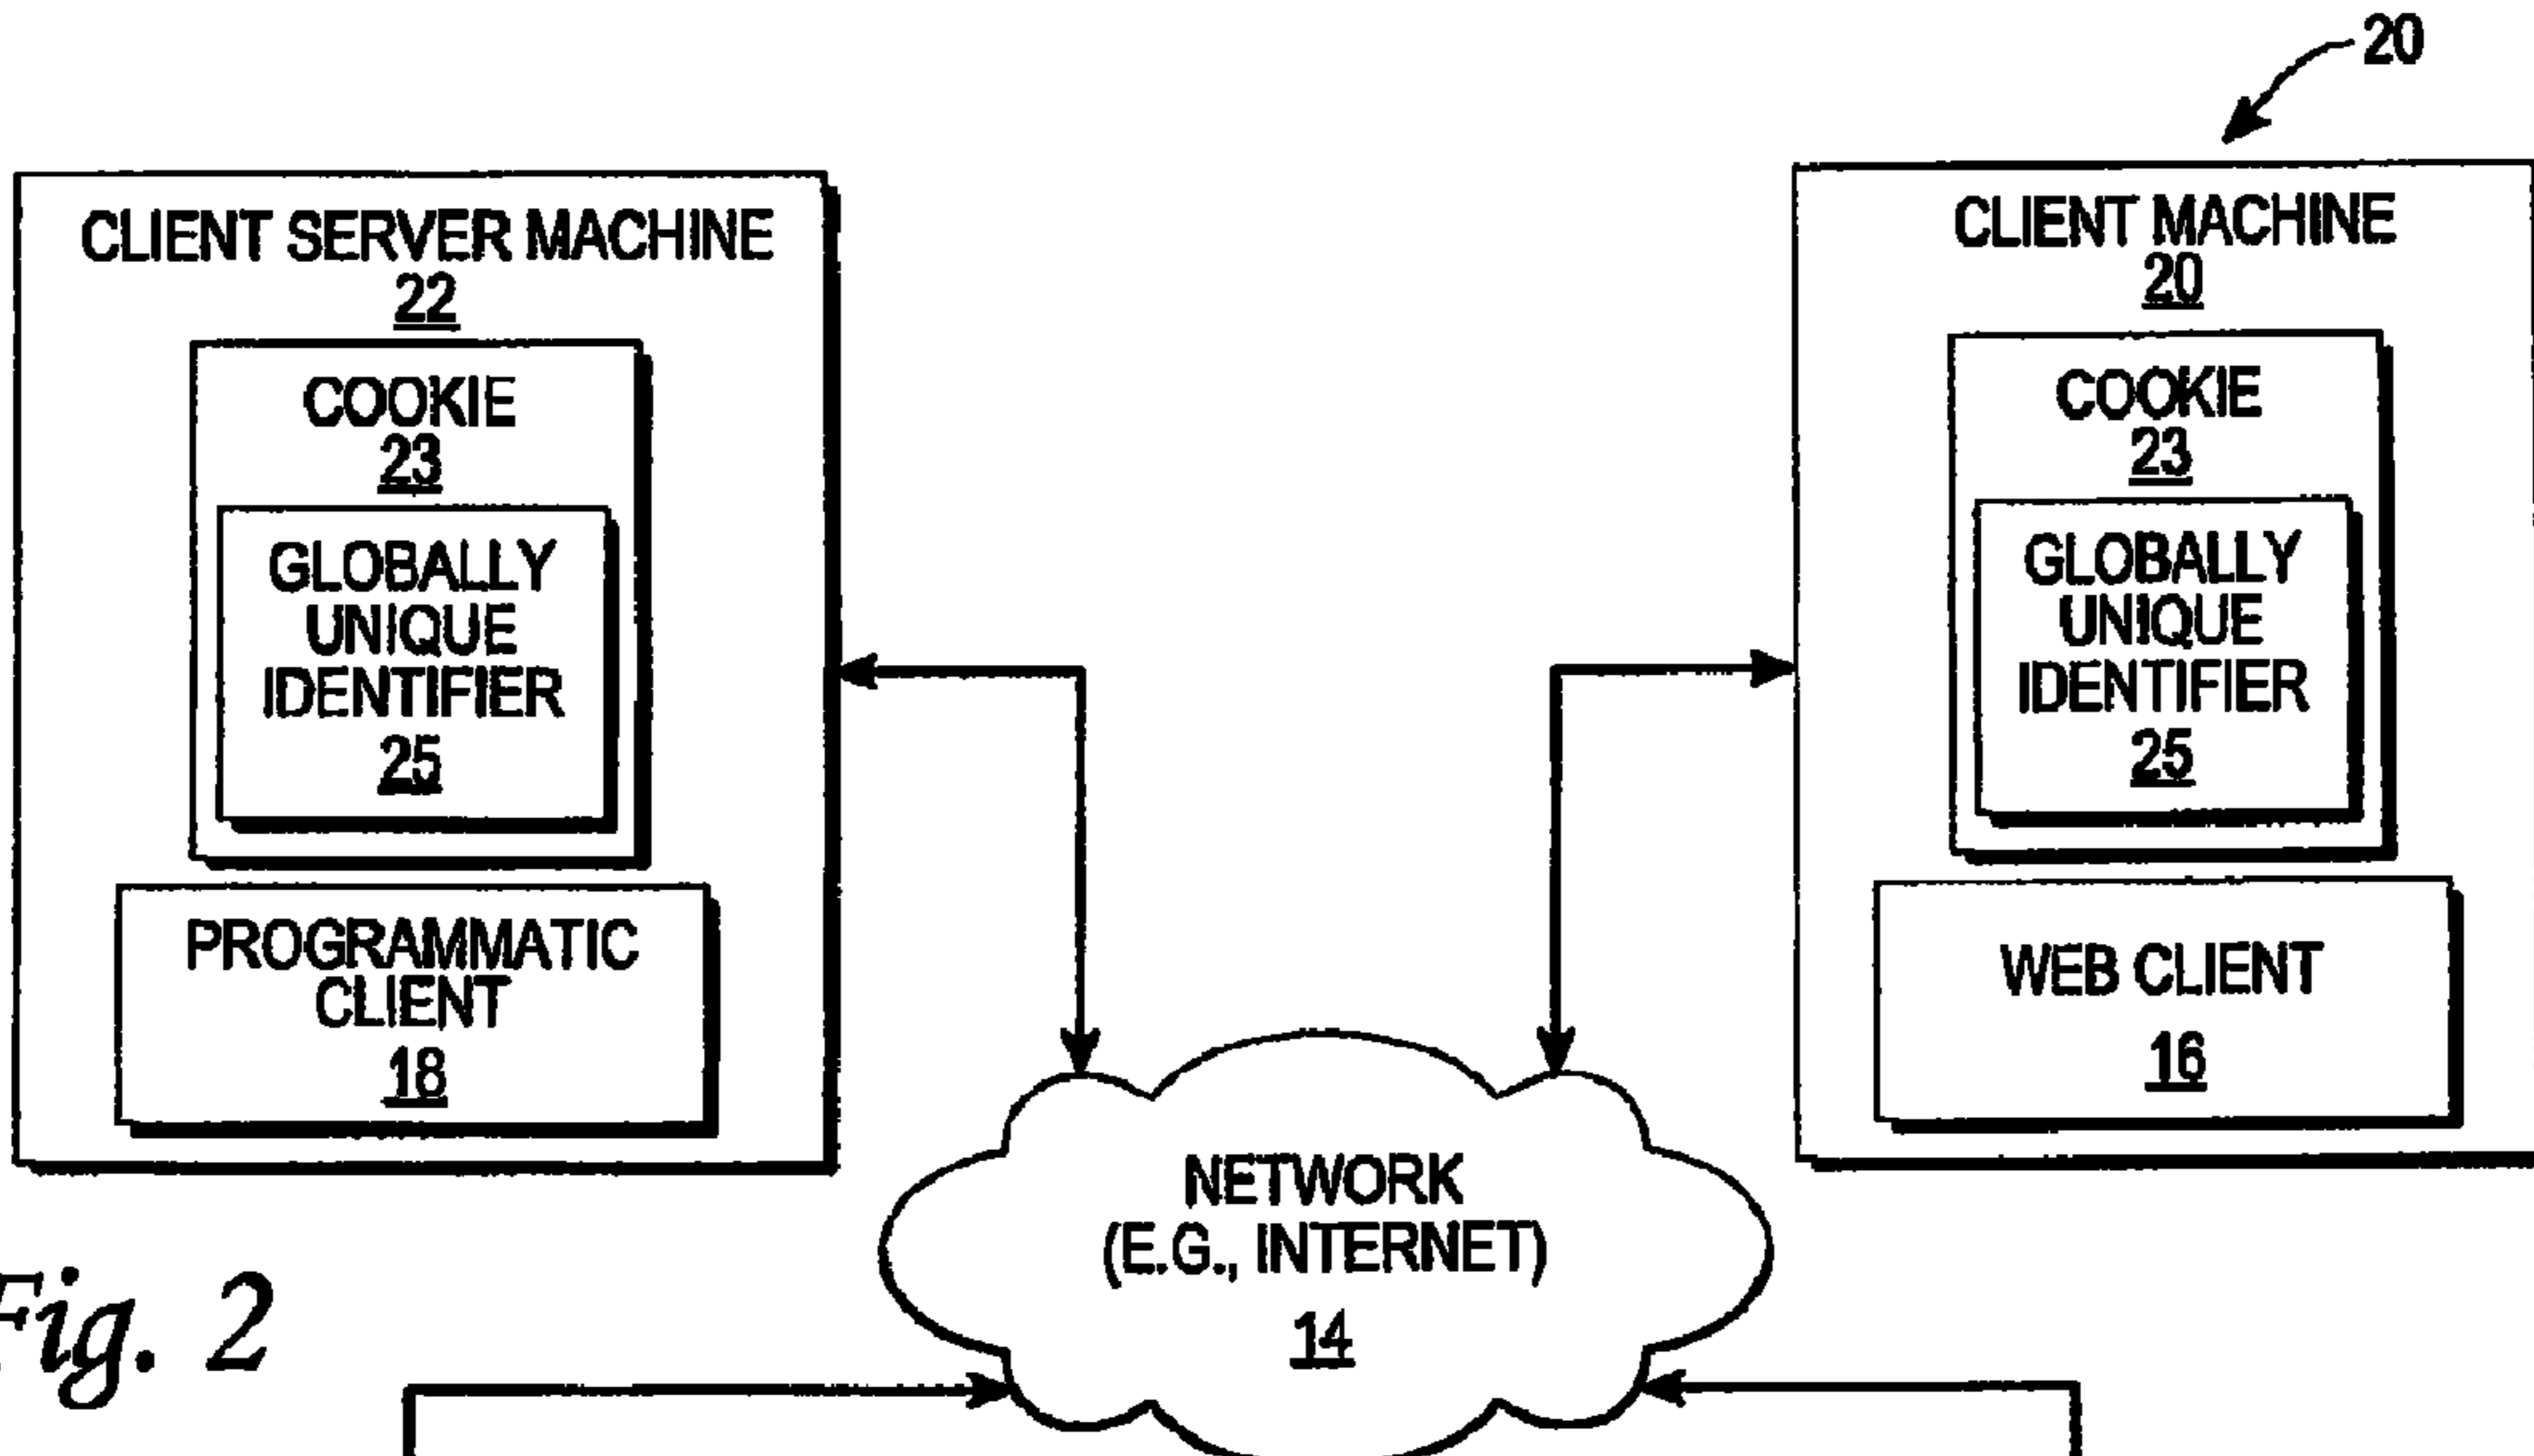 20
CLIENT SERVER MACHINE
22
COOKIE
23
GLOBALLY
UNIQUE
IDENTIFIER
25
PROGRAMMATIC
CLIENT
18
CLIENT MACHINE
20
COOKIE
23
GLOBALLY
UNIQUE
IDENTIFIER
25
WEB CLIENT
16
NETWORK
(E.G., INTERNET)
14
Fig. 2